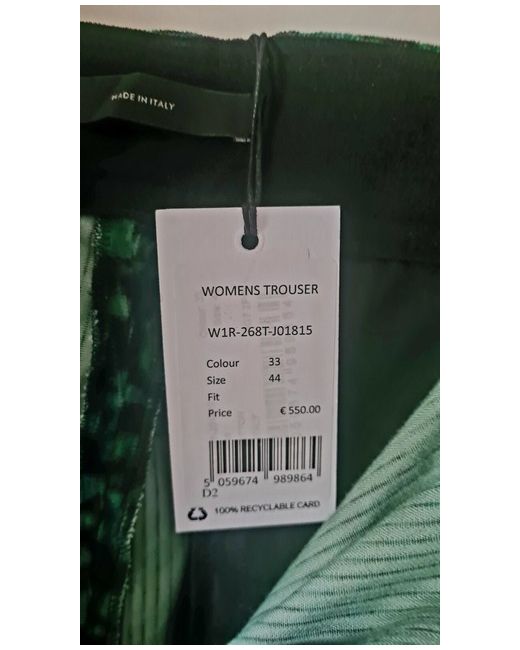 MADE IN ITALY
WOMENS TROUSER
W1R-268T-J01815
Colour 33
Size 44
Fit
Price € 550.00
5 059674 989864
D2
100% RECYCLABLE CARD